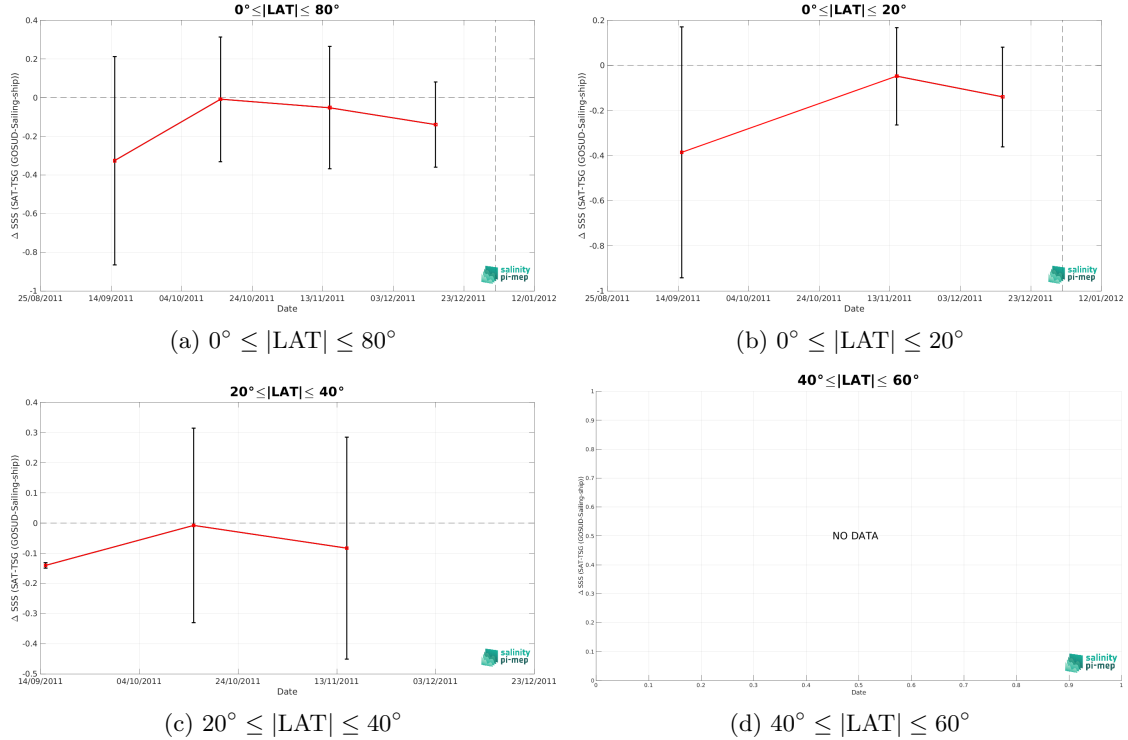 0°≤|LAT|≤ 80°
Δ SSS (SAT-TSG (GOSUD-Sailing-ship))
0.4
0.2
0
-0.2
-0.4
-0.6
-0.8
-1
25/08/2011 14/09/2011 04/10/2011 24/10/2011 13/11/2011 03/12/2011 23/12/2011 12/01/2012
Date
salinity
pi-mep
(a) 0° ≤ |LAT| ≤ 80°
0°≤|LAT|≤ 20°
Δ SSS (SAT-TSG (GOSUD-Sailing-ship))
0.2
0
-0.2
-0.4
-0.6
-0.8
-1
25/08/2011 14/09/2011 04/10/2011 24/10/2011 13/11/2011 03/12/2011 23/12/2011 12/01/2012
Date
salinity
pi-mep
(b) 0° ≤ |LAT| ≤ 20°
20°≤|LAT|≤ 40°
Δ SSS (SAT-TSG (GOSUD-Sailing-ship))
0.4
0.3
0.2
0.1
0
-0.1
-0.2
-0.3
-0.4
-0.5
14/09/2011 04/10/2011 24/10/2011 13/11/2011 03/12/2011 23/12/2011
Date
salinity
pi-mep
(c) 20° ≤ |LAT| ≤ 40°
40°≤|LAT|≤ 60°
Δ SSS (SAT-TSG (GOSUD-Sailing-ship))
1
0.9
0.8
0.7
0.6
0.5
0.4
0.3
0.2
0.1
0
NO DATA
0 0.1 0.2 0.3 0.4 0.5 0.6 0.7 0.8 0.9 1
Date
salinity
pi-mep
(d) 40° ≤ |LAT| ≤ 60°